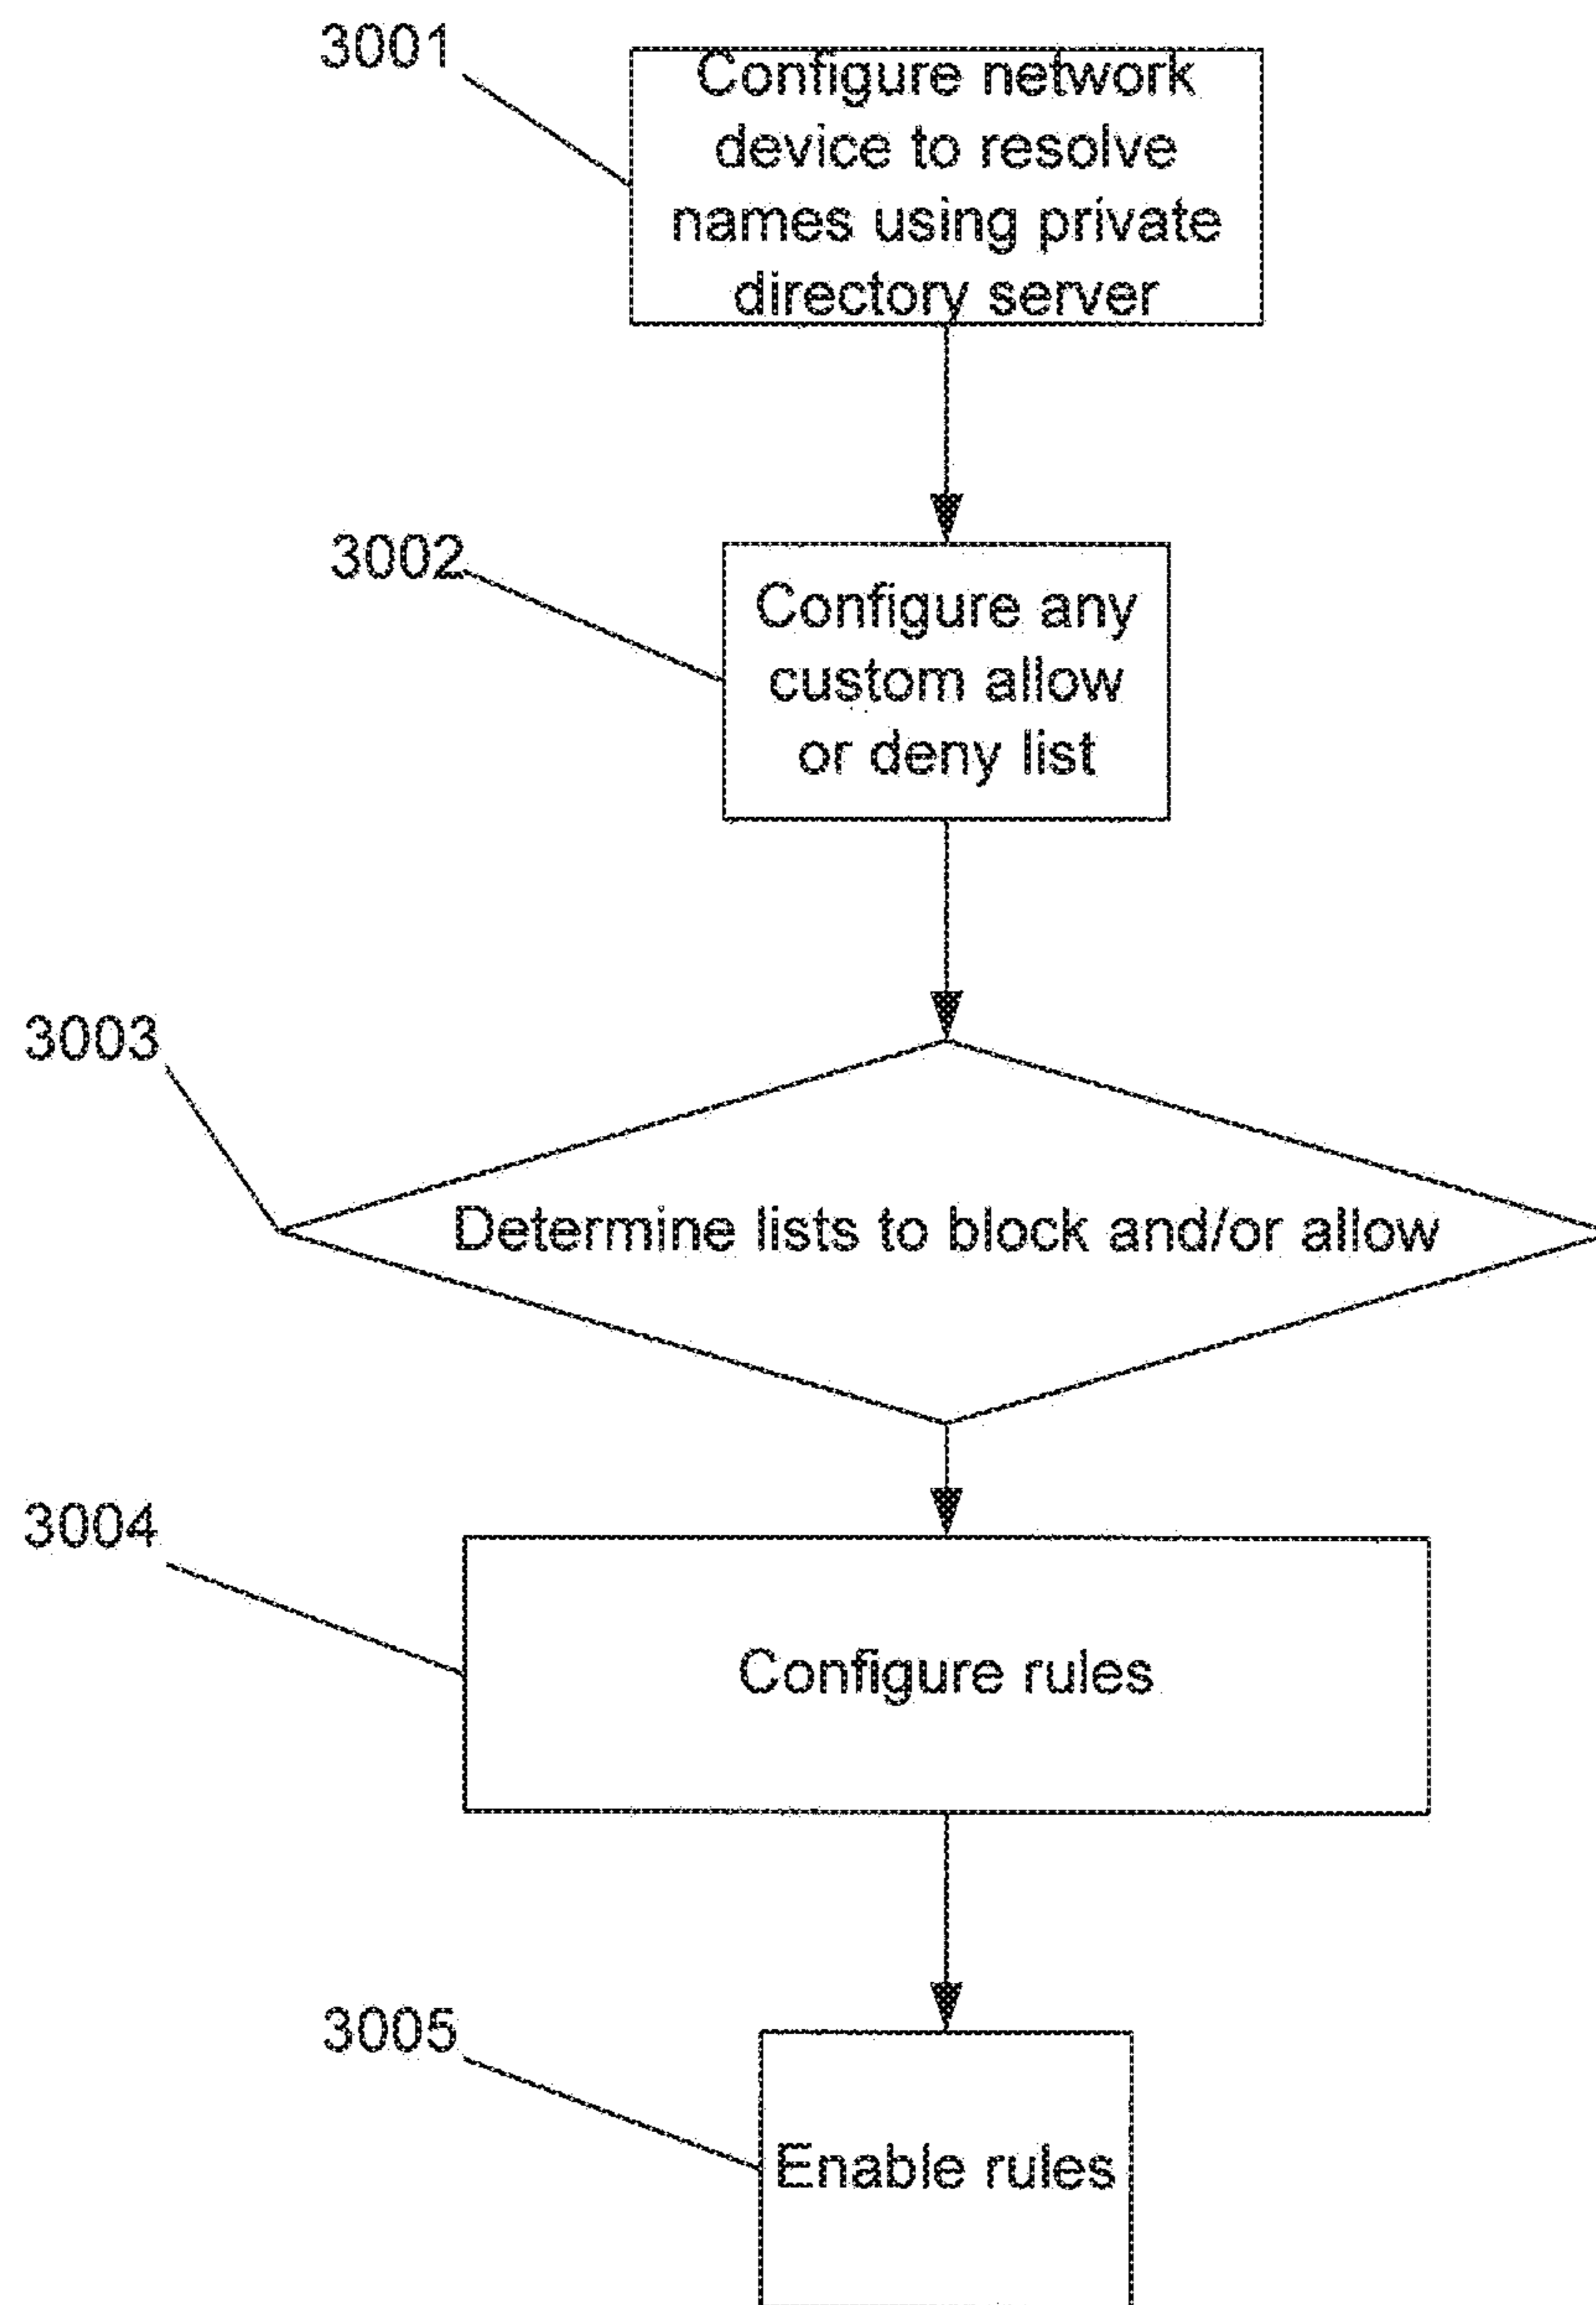 3001
Configure network
device to resolve
names using private
directory server
3002
Configure any
custom allow
or deny list
3003
Determine lists to block and/or allow
3004
Configure rules
3005
Enable rules